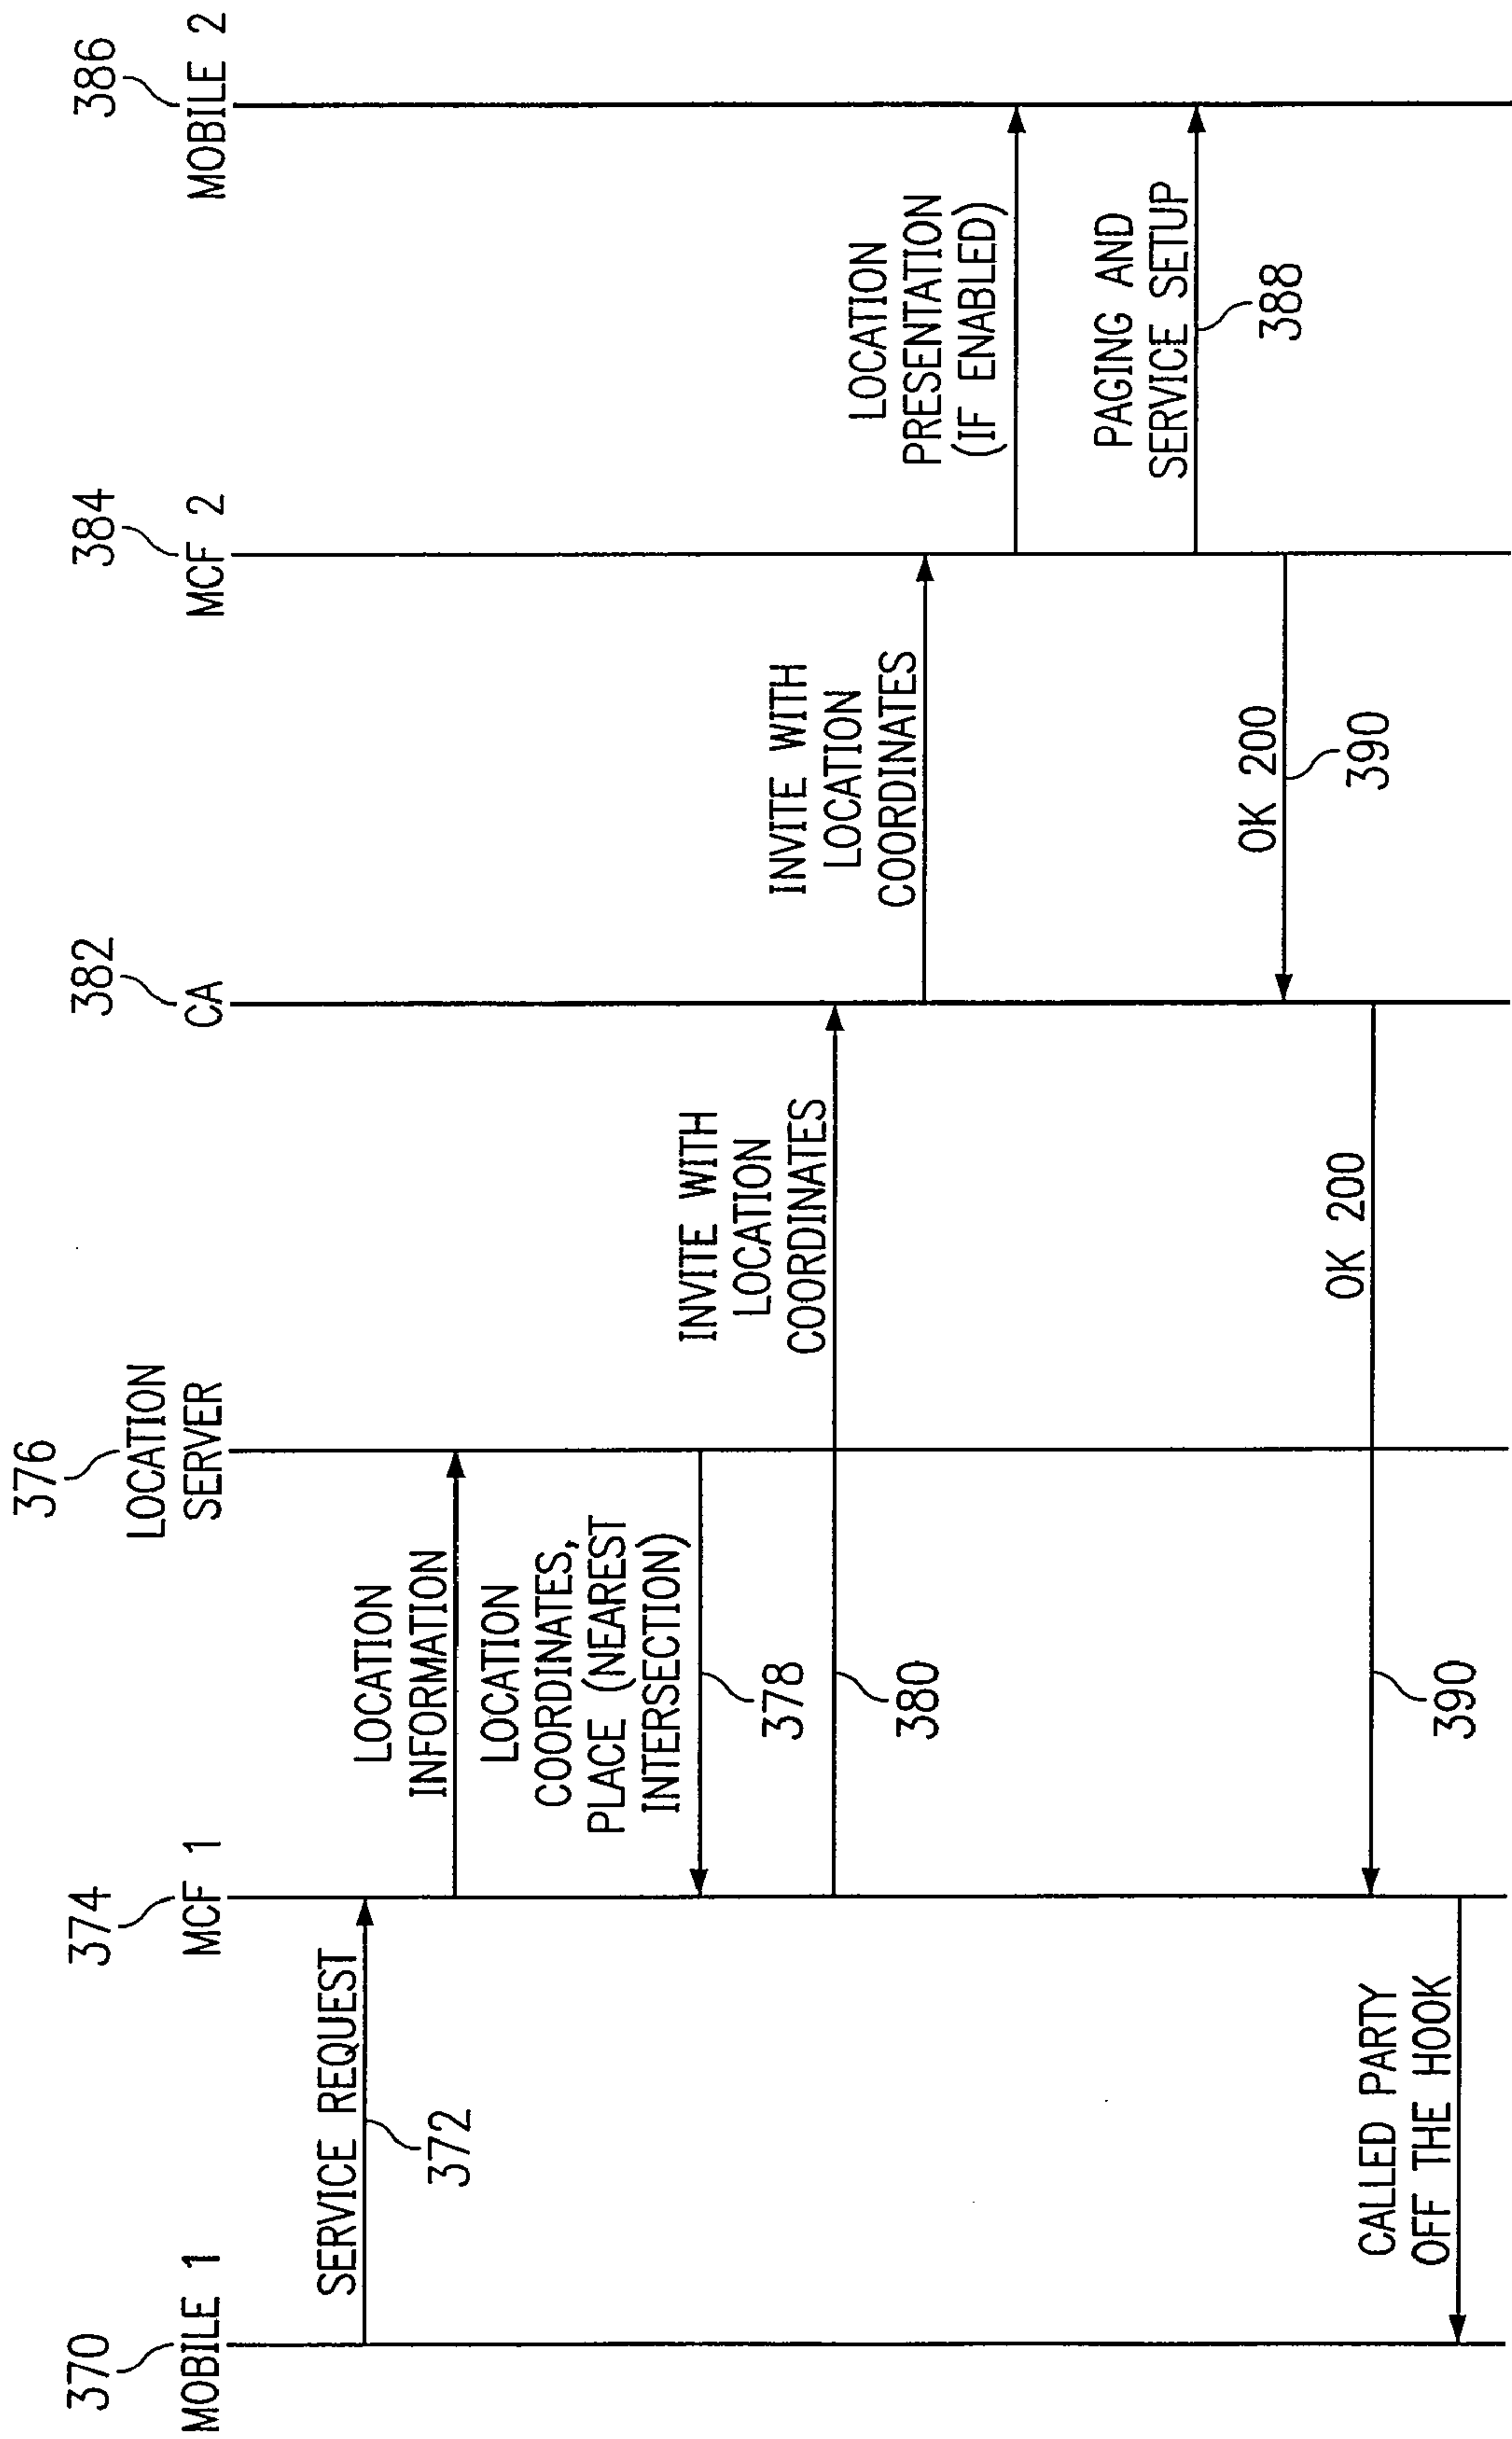 370
MOBILE 1
374
MCF 1
376
LOCATION
SERVER
382
CA
384
MCF 2
386
MOBILE 2
SERVICE REQUEST
372
LOCATION
INFORMATION
LOCATION
COORDINATES,
PLACE (NEAREST
INTERSECTION)
378
INVITE WITH
LOCATION
COORDINATES
380
INVITE WITH
LOCATION
COORDINATES
LOCATION
PRESENTATION
(IF ENABLED)
PAGING AND
SERVICE SETUP
388
OK 200
390
OK 200
390
CALLED PARTY
OFF THE HOOK